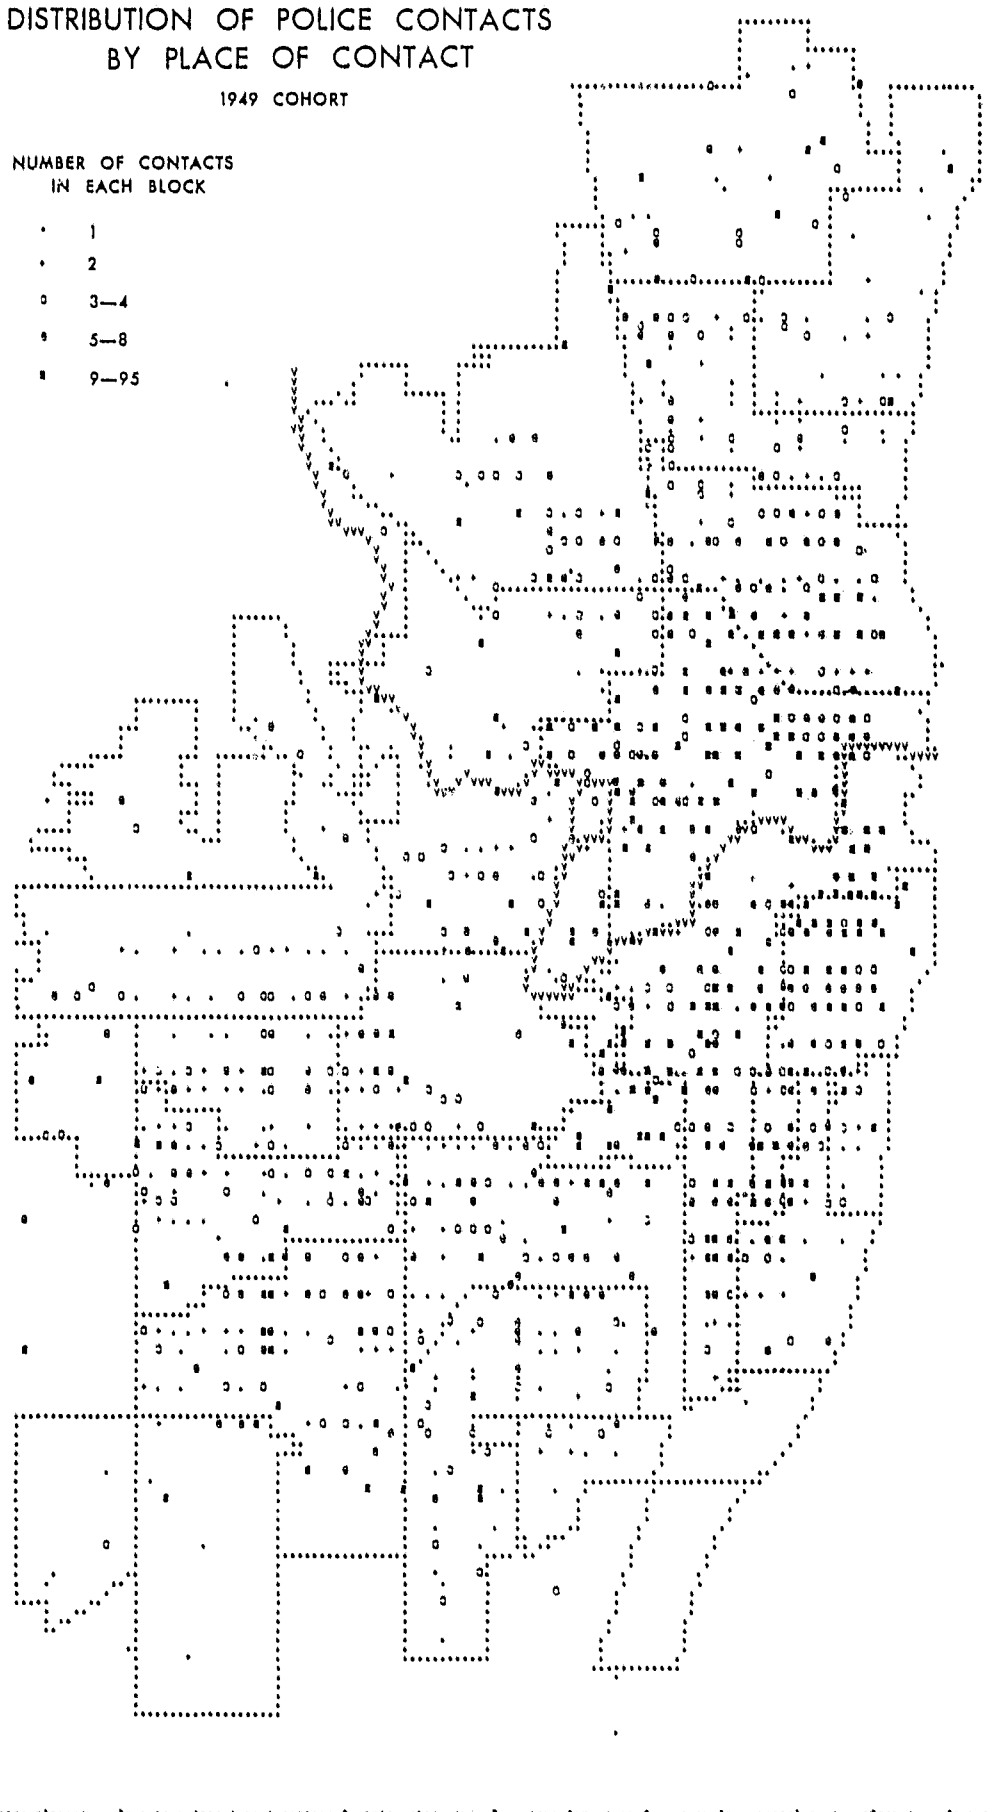 DISTRIBUTION OF POLICE CONTACTS
BY PLACE OF CONTACT
1949 COHORT
NUMBER OF CONTACTS
IN EACH BLOCK
1
2
3—4
5—8
9—95